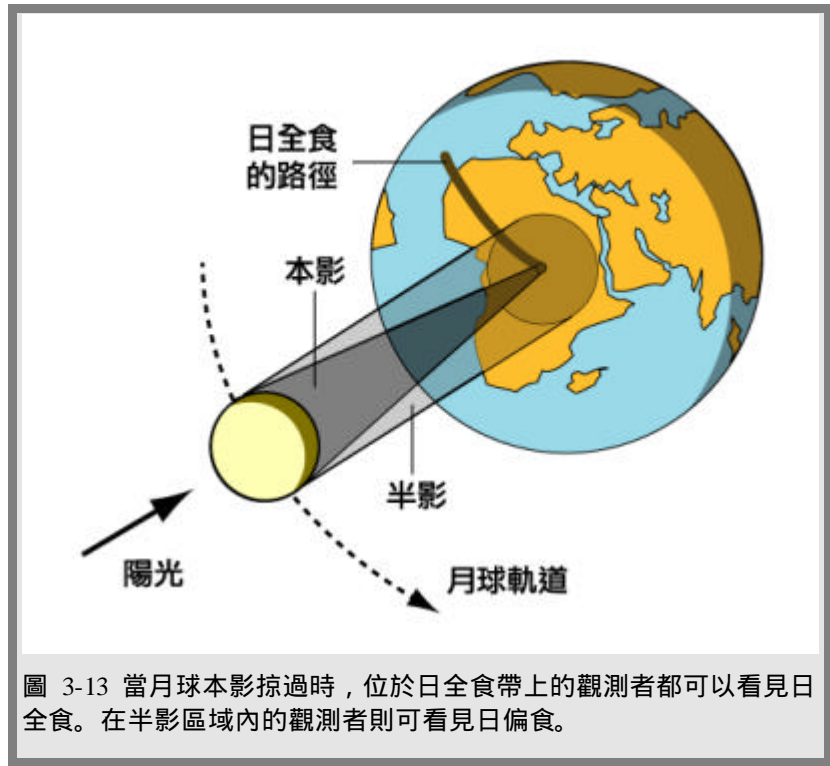 日全食
的路徑
本影
半影
陽光
月球軌道
圖 3-13 當月球本影掠過時，位於日全食帶上的觀測者都可以看見日
全食。在半影區域內的觀測者則可看見日偏食。